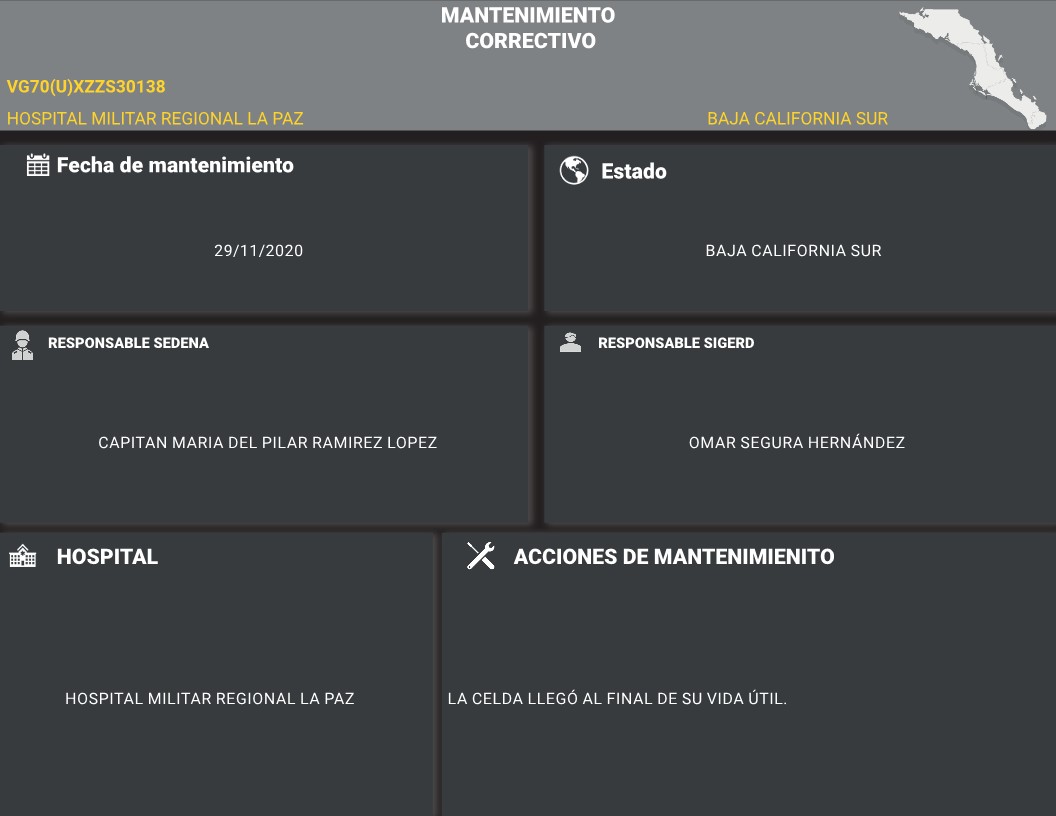 MANTENIMIENTO
CORRECTIVO
VG70(U)XZZS30138
HOSPITAL MILITAR REGIONAL LA PAZ
BAJA CALIFORNIA SUR
Fecha de mantenimiento
Estado
29/11/2020
BAJA CALIFORNIA SUR
RESPONSABLE SEDENA
RESPONSABLE SIGERD
CAPITAN MARIA DEL PILAR RAMIREZ LOPEZ
OMAR SEGURA HERNÁNDEZ
HOSPITAL
ACCIONES DE MANTENIMIENITO
HOSPITAL MILITAR REGIONAL LA PAZ
LA CELDA LLEGÓ AL FINAL DE SU VIDA ÚTIL.